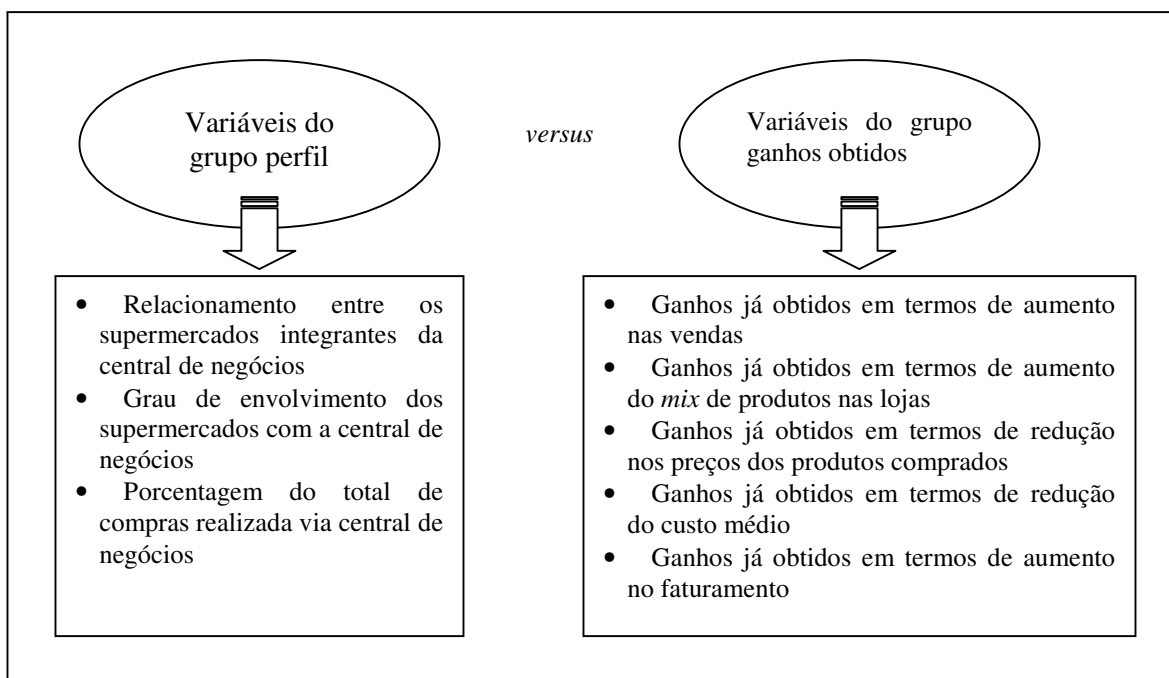 Variáveis do
grupo perfil
versus
Variáveis do grupo
ganhos obtidos
• Relacionamento entre os
supermercados integrantes da
central de negócios
• Grau de envolvimento dos
supermercados com a central de
negócios
• Porcentagem do total de
compras realizada via central de
negócios
• Ganhos já obtidos em termos de aumento
nas vendas
• Ganhos já obtidos em termos de aumento
do mix de produtos nas lojas
• Ganhos já obtidos em termos de redução
nos preços dos produtos comprados
• Ganhos já obtidos em termos de redução
do custo médio
• Ganhos já obtidos em termos de aumento
no faturamento